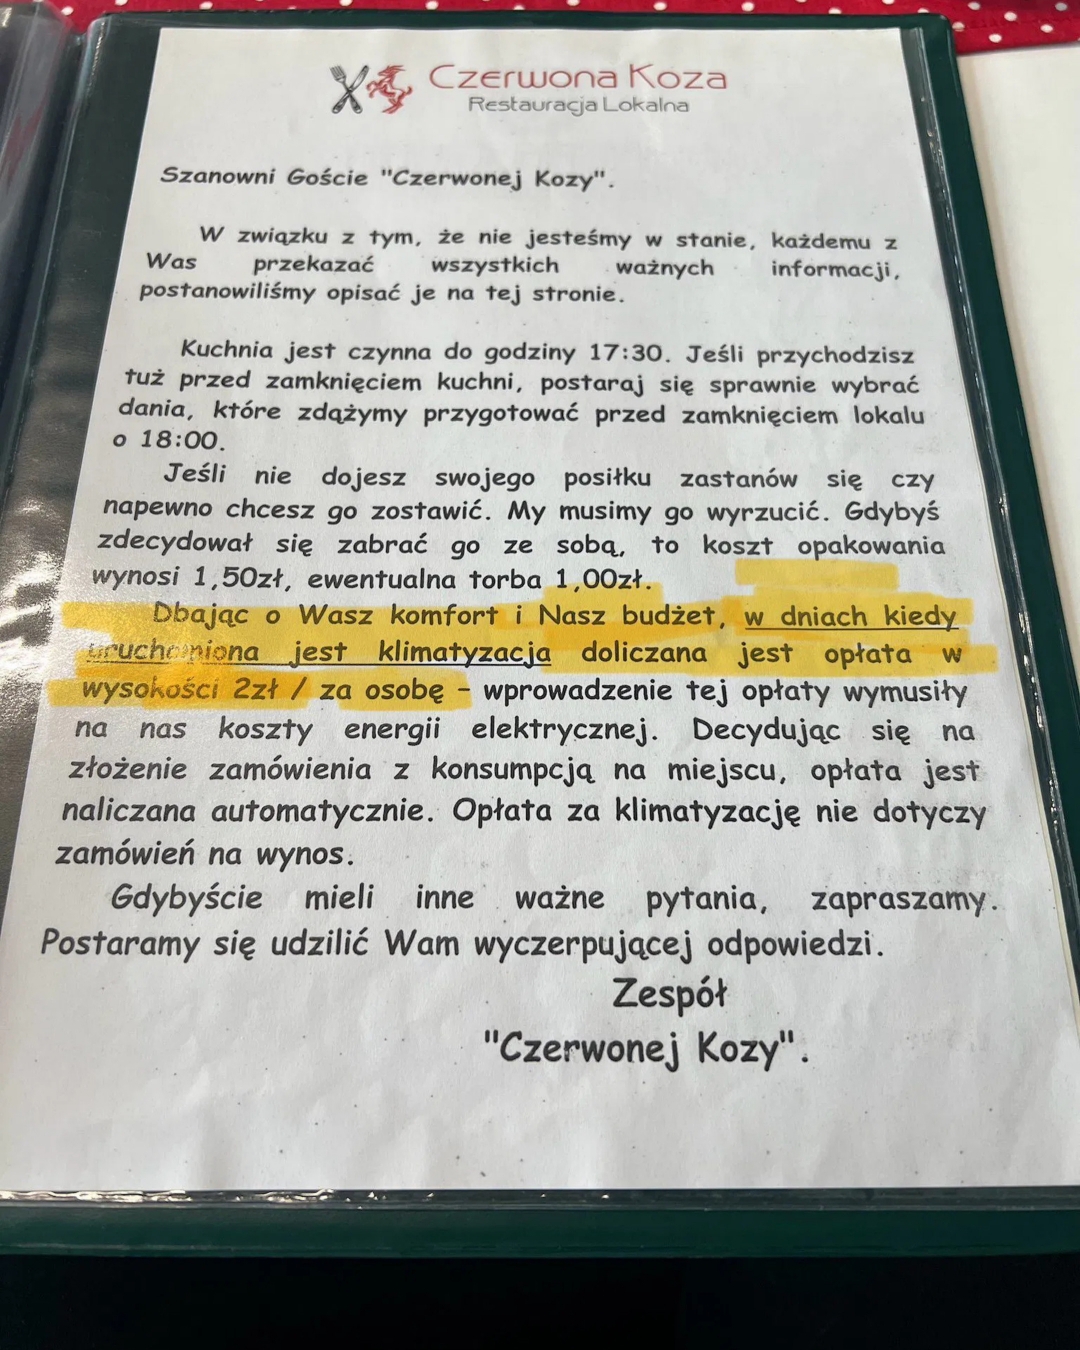 Czerwona Koza
Restauracja Lokalna
Szanowni Goście "Czerwonej Kozy".
W związku z tym, że nie jesteśmy w stanie, każdemu z
Was przekazać wszystkich ważnych informacji,
postanowiliśmy opisać je na tej stronie.
Kuchnia jest czynna do godziny 17:30. Jeśli przychodzisz
tuż przed zamknięciem kuchni, postaraj się sprawnie wybrać
dania, które zdążymy przygotować przed zamknięciem lokalu
o 18:00.
Jeśli nie dojesz swojego posiłku zastanów się czy
napewno chcesz go zostawić. My musimy go wyrzucić. Gdybyś
zdecydował się zabrać go ze sobą, to koszt opakowania
wynosi 1,50zł, ewentualna torba 1,00zł.
Dbając o Wasz komfort i Nasz budżet, w dniach kiedy
uruchomiona jest klimatyzacja doliczana jest opłata w
wysokości 2zł / za osobę - wprowadzenie tej opłaty wymusiły
na nas koszty energii elektrycznej. Decydując się na
złożenie zamówienia z konsumpcją na miejscu, opłata jest
naliczana automatycznie. Opłata za klimatyzację nie dotyczy
zamówień na wynos.
Gdybyście mieli inne ważne pytania, zapraszamy.
Postaramy się udzilić Wam wyczerpującej odpowiedzi.
Zespół
"Czerwonej Kozy".